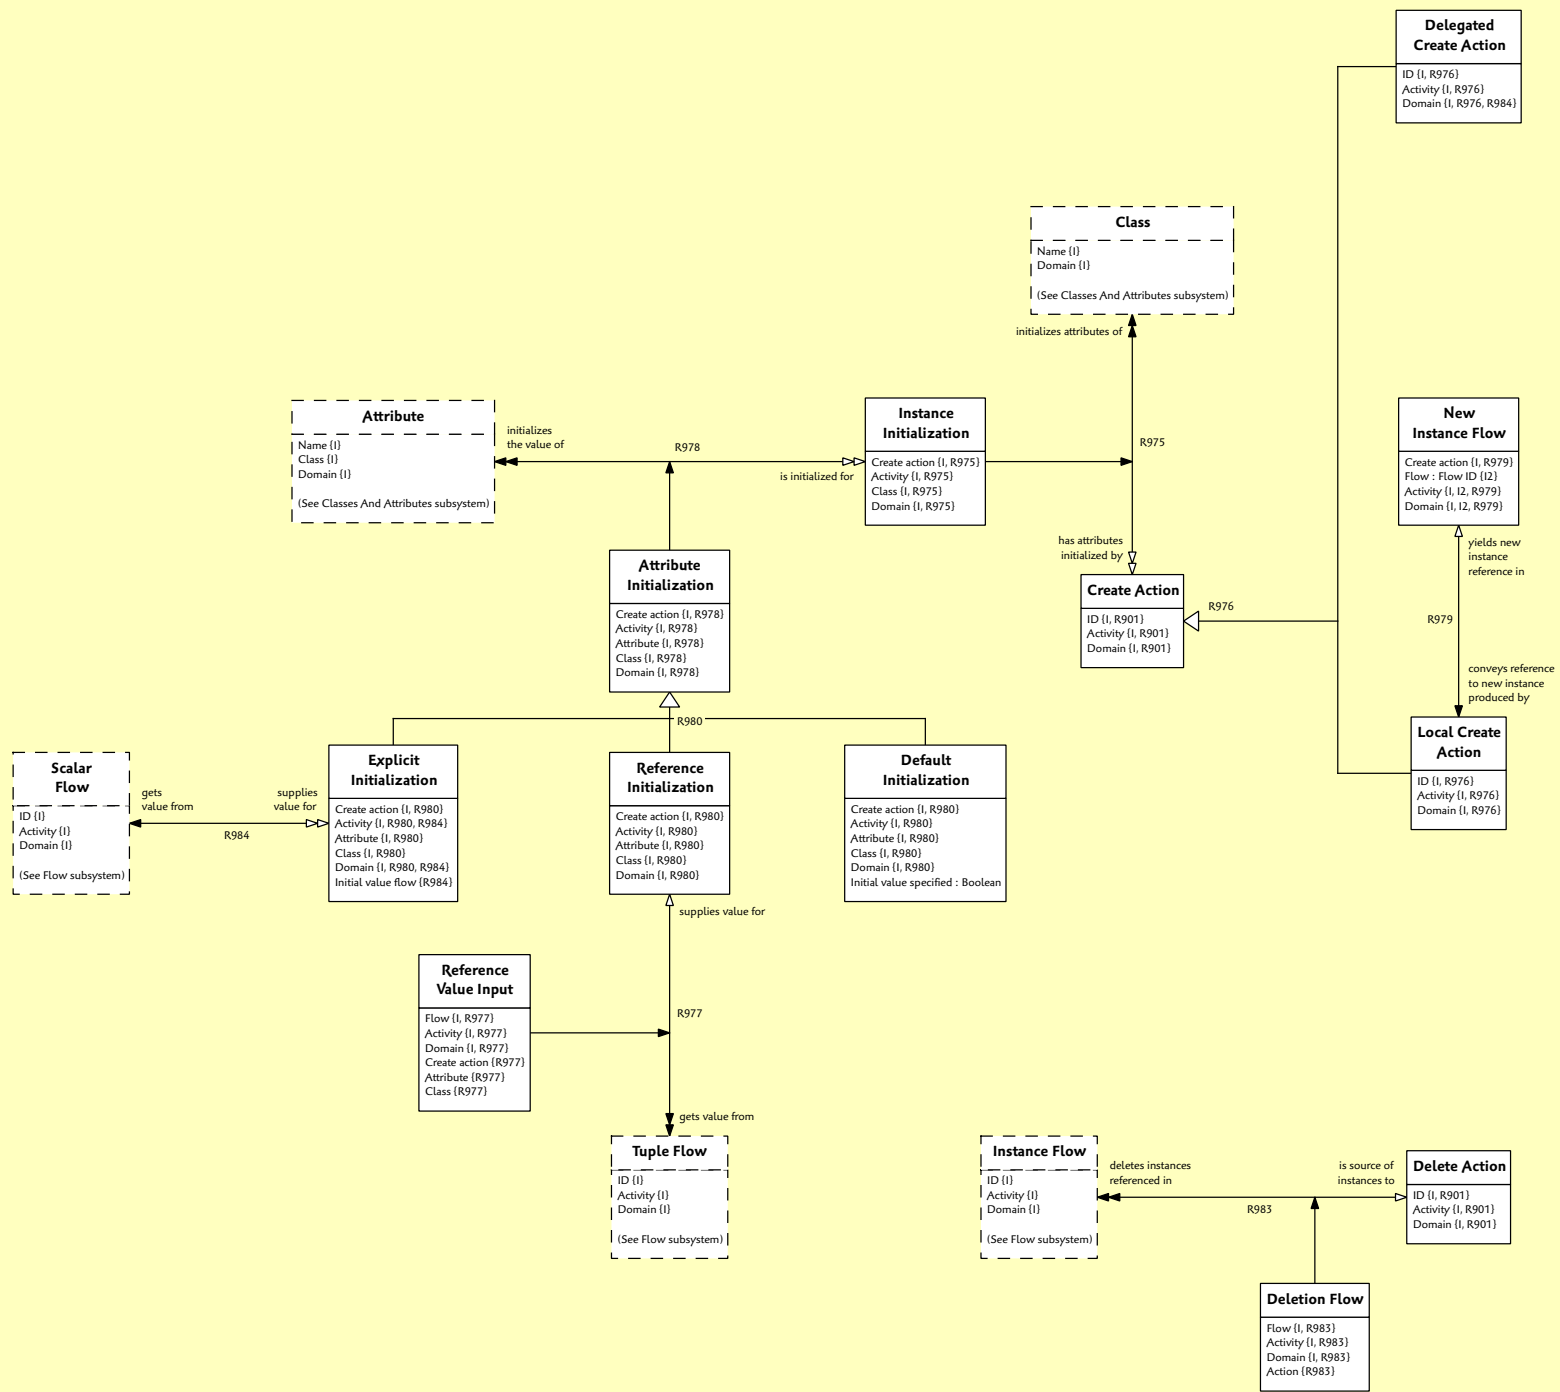 Delegated
Create Action
ID {I, R976}
Activity {I, R976}
Domain {I, R976, R984}
Class
Name {I}
Domain {I}
(See Classes And Attributes subsystem)
initializes attributes of
R975
has attributes
initialized by
Attribute
Name {I}
Class {I}
Domain {I}
(See Classes And Attributes subsystem)
initializes
the value of
R978
is initialized for
Instance
Initialization
Create action {I, R975}
Activity {I, R975}
Class {I, R975}
Domain {I, R975}
New
Instance Flow
Create action {I, R979}
Flow : Flow ID {I2}
Activity {I, I2, R979}
Domain {I, I2, R979}
yields new
instance
reference in
R979
conveys reference
to new instance
produced by
Attribute
Initialization
Create action {I, R978}
Activity {I, R978}
Attribute {I, R978}
Class {I, R978}
Domain {I, R978}
Create Action
ID {I, R901}
Activity {I, R901}
Domain {I, R901}
R976
Local Create
Action
ID {I, R976}
Activity {I, R976}
Domain {I, R976}
R980
Scalar
Flow
ID {I}
Activity {I}
Domain {I}
(See Flow subsystem)
gets
value from
R984
supplies
value for
Explicit
Initialization
Create action {I, R980}
Activity {I, R980, R984}
Attribute {I, R980}
Class {I, R980}
Domain {I, R980, R984}
Initial value flow {R984}
Reference
Initialization
Create action {I, R980}
Activity {I, R980}
Attribute {I, R980}
Class {I, R980}
Domain {I, R980}
Default
Initialization
Create action {I, R980}
Activity {I, R980}
Attribute {I, R980}
Class {I, R980}
Domain {I, R980}
Initial value specified : Boolean
supplies value for
R977
gets value from
Reference
Value Input
Flow {I, R977}
Activity {I, R977}
Domain {I, R977}
Create action {R977}
Attribute {R977}
Class {R977}
Tuple Flow
ID {I}
Activity {I}
Domain {I}
(See Flow subsystem)
Instance Flow
ID {I}
Activity {I}
Domain {I}
(See Flow subsystem)
deletes instances
referenced in
R983
is source of
instances to
Delete Action
ID {I, R901}
Activity {I, R901}
Domain {I, R901}
Deletion Flow
Flow {I, R983}
Activity {I, R983}
Domain {I, R983}
Action {R983}